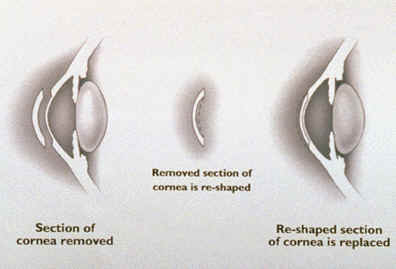 Section of
cornea removed
Removed section of
cornea is re-shaped
Re-shaped section
of cornea is replaced